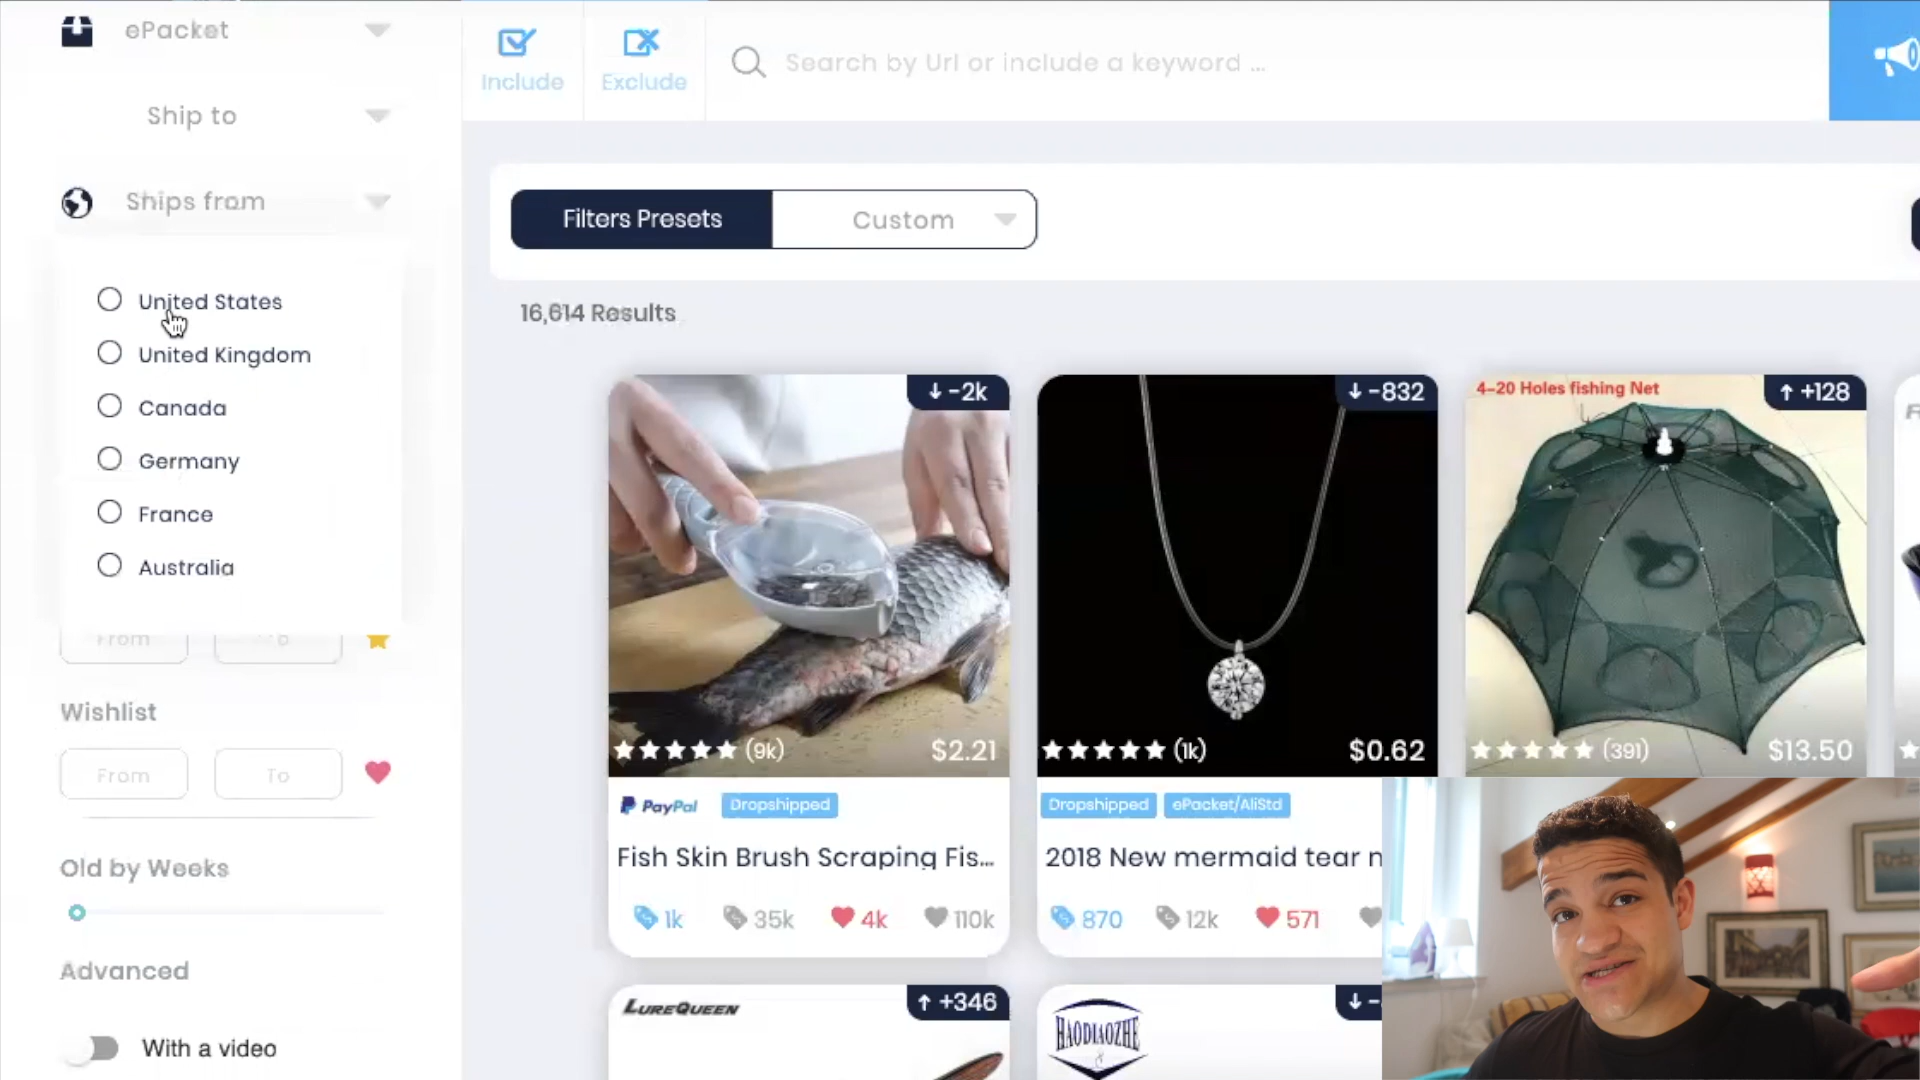 ePacket
Ship to
Ships from
United States
United Kingdom
Canada
Germany
France
Australia
From
To
Wishlist
From
To
Old by Weeks
Advanced
With a video
Include
Exclude
Search by Url or include a keyword ...
Filters Presets
Custom
16,614 Results
-2k
(9k)
$2.21
PayPal
Dropshipped
Fish Skin Brush Scraping Fis...
1k
35k
4k
110k
-832
(1k)
$0.62
Dropshipped
ePacket/AliStd
2018 New mermaid tear n
870
12k
571
4-20 Holes fishing Net
+128
(391)
$13.50
LUREQUEEN
+346
HAODIAOZHE